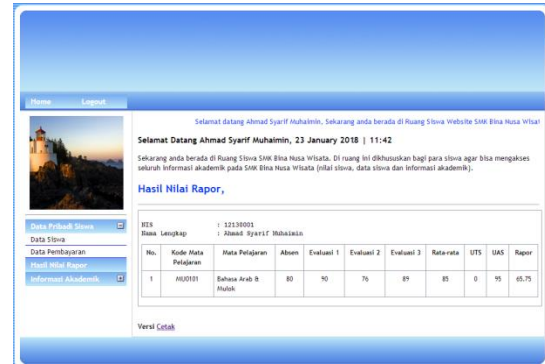 Home Logout
Selamat datang Ahmad Syarif Muhaimin, Sekarang anda berada di Ruang Siswa Website SMK Bina Nusa Wisat
Selamat Datang Ahmad Syarif Muhaimin, 23 January 2018 | 11:42
Sekarang anda berada di Ruang Siswa SMK Bina Nusa Wisata. Di ruang ini dikhususkan bagi para siswa agar bisa mengakses
seluruh informasi akademik pada SMK Bina Nusa Wisata (nilai siswa, data siswa dan informasi akademik).
Hasil Nilai Rapor,
Data Pribadi Siswa
Data Siswa
Data Pembayaran
Hasil Nilai Rapor
Informasi Akademik
NIS : 12130001
Nama Lengkap : Ahmad Syarif Muhaimin
No. Kode Mata Pelajaran Mata Pelajaran Absen Evaluasi 1 Evaluasi 2 Evaluasi 3 Rata-rata UTS UAS Rapor
1 MU0101 Bahasa Arab & Mulok 80 90 76 89 85 0 95 65.75
Versi Cetak